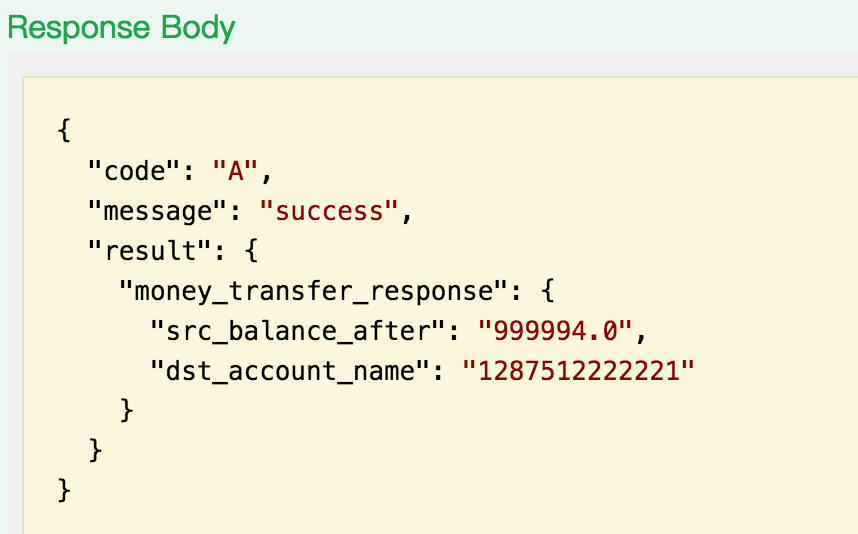 Response Body
{
  "code": "A",
  "message": "success",
  "result": {
    "money_transfer_response": {
      "src_balance_after": "999994.0",
      "dst_account_name": "1287512222221"
    }
  }
}